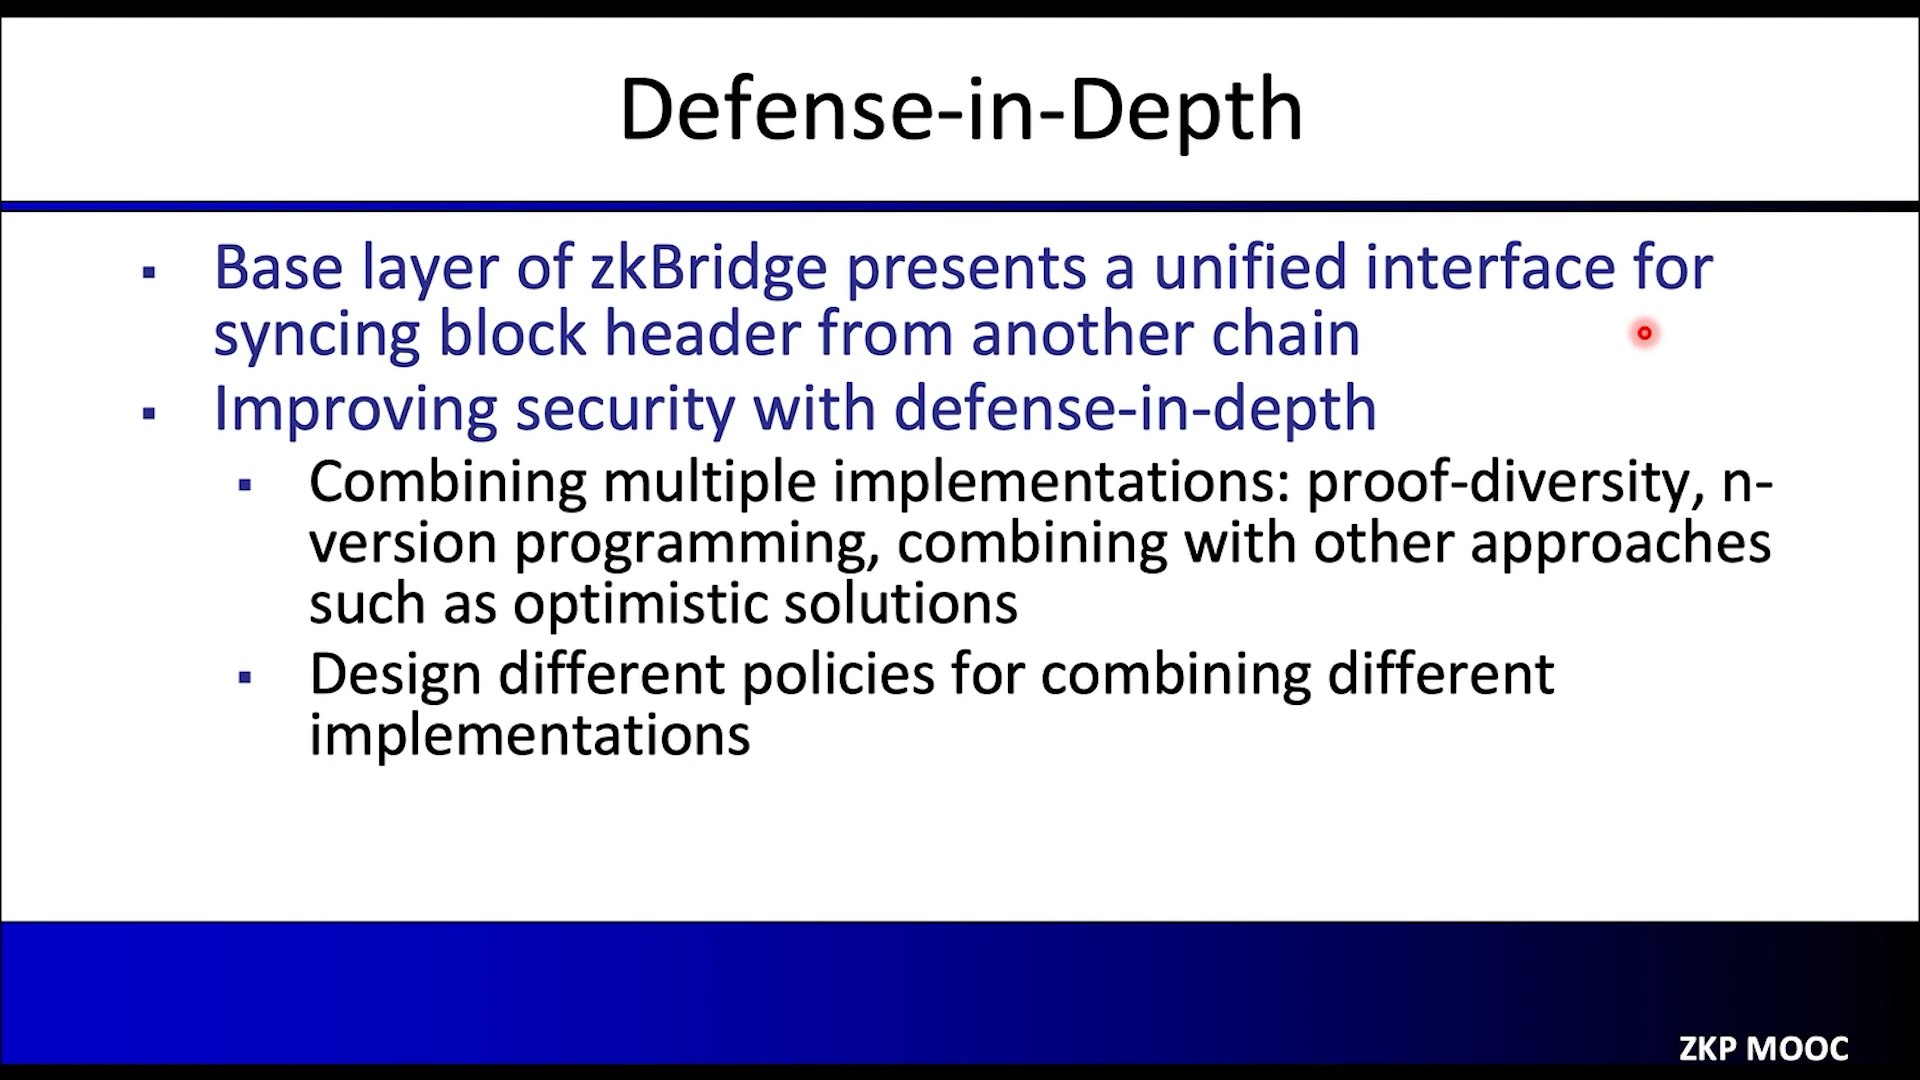 Defense-in-Depth
▪ Base layer of zkBridge presents a unified interface for
syncing block header from another chain
▪ Improving security with defense-in-depth
▪ Combining multiple implementations: proof-diversity, n-
version programming, combining with other approaches
such as optimistic solutions
▪ Design different policies for combining different
implementations
ZKP MOOC